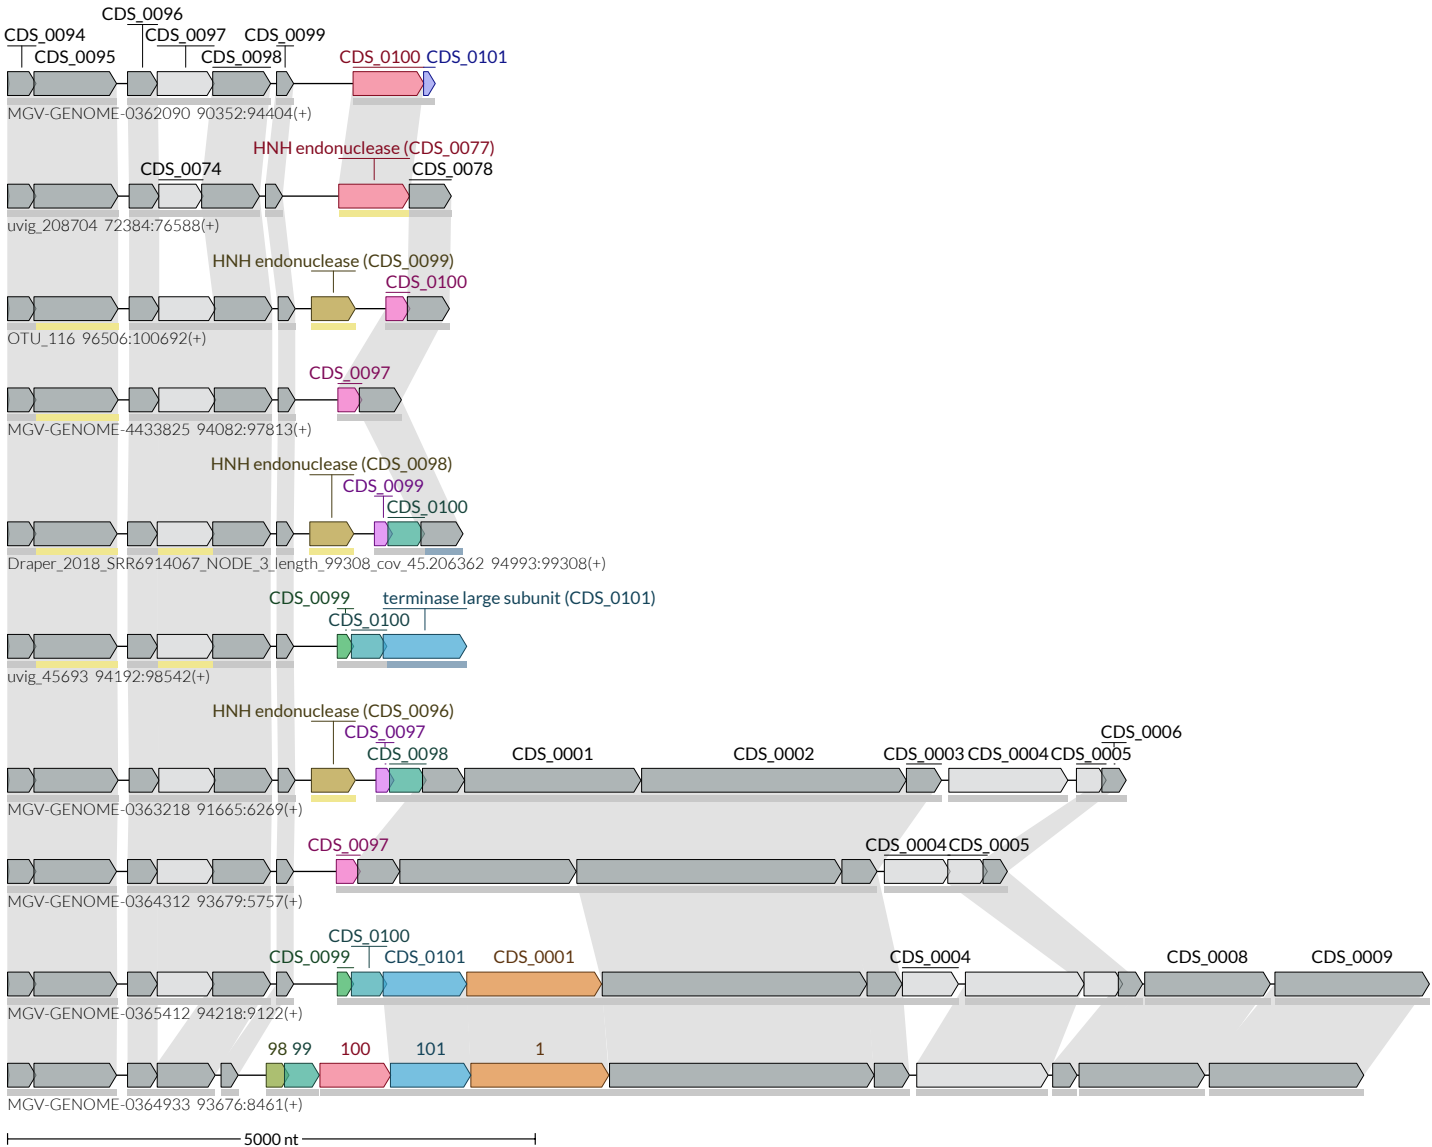 CDS_0096
CDS_0094 CDS_0097 CDS_0099
CDS_0095 CDS_0098 CDS_0100 CDS_0101
MGV-GENOME-0362090 90352:94404(+)
HNH endonuclease (CDS_0077)
CDS_0074 CDS_0078
uvig_208704 72384:76588(+)
HNH endonuclease (CDS_0099)
CDS_0100
OTU_116 96506:100692(+)
CDS_0097
MGV-GENOME-4433825 94082:97813(+)
HNH endonuclease (CDS_0098)
CDS_0099
CDS_0100
Draper_2018_SRR6914067_NODE_3_length_99308_cov_45.206362 94993:99308(+)
CDS_0099 terminase large subunit (CDS_0101)
CDS_0100
uvig_45693 94192:98542(+)
HNH endonuclease (CDS_0096)
CDS_0097 CDS_0006
CDS_0098 CDS_0001 CDS_0002 CDS_0003 CDS_0004 CDS_0005
MGV-GENOME-0363218 91665:6269(+)
CDS_0097 CDS_0004 CDS_0005
MGV-GENOME-0364312 93679:5757(+)
CDS_0100
CDS_0099 CDS_0101 CDS_0001 CDS_0004 CDS_0008 CDS_0009
MGV-GENOME-0365412 94218:9122(+)
98 99 100 101 1
MGV-GENOME-0364933 93676:8461(+)
5000 nt